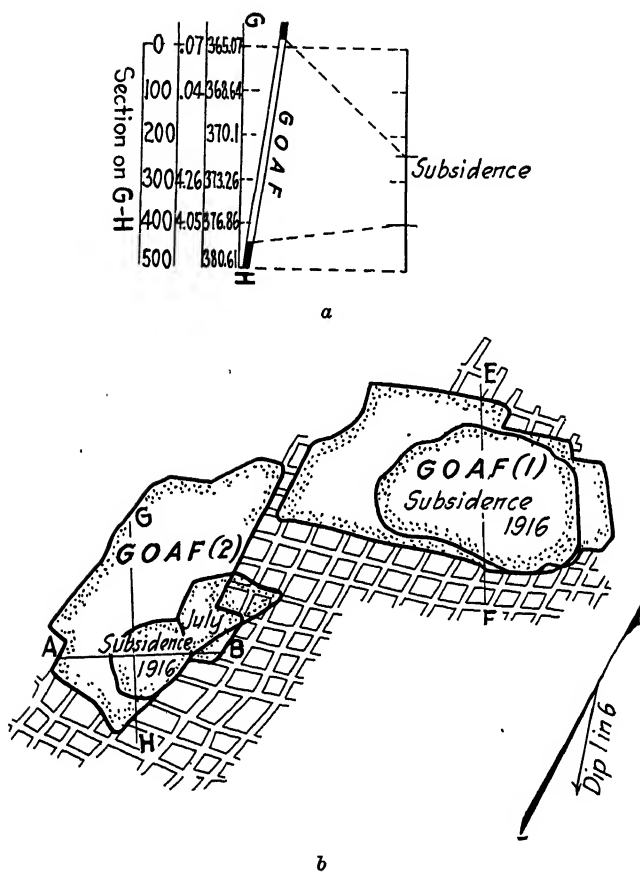 G
0 .07 365.07
100 .04 368.64
200 370.1
300 4.26 373.26
400 4.05 376.86
500 380.61
Section on G-H
GOAF
Subsidence
H
a
E
GOAF (1)
Subsidence
1916
G
GOAF (2)
July
A
Subsidence
B
1916
F
H
Dip 1 in 6
b